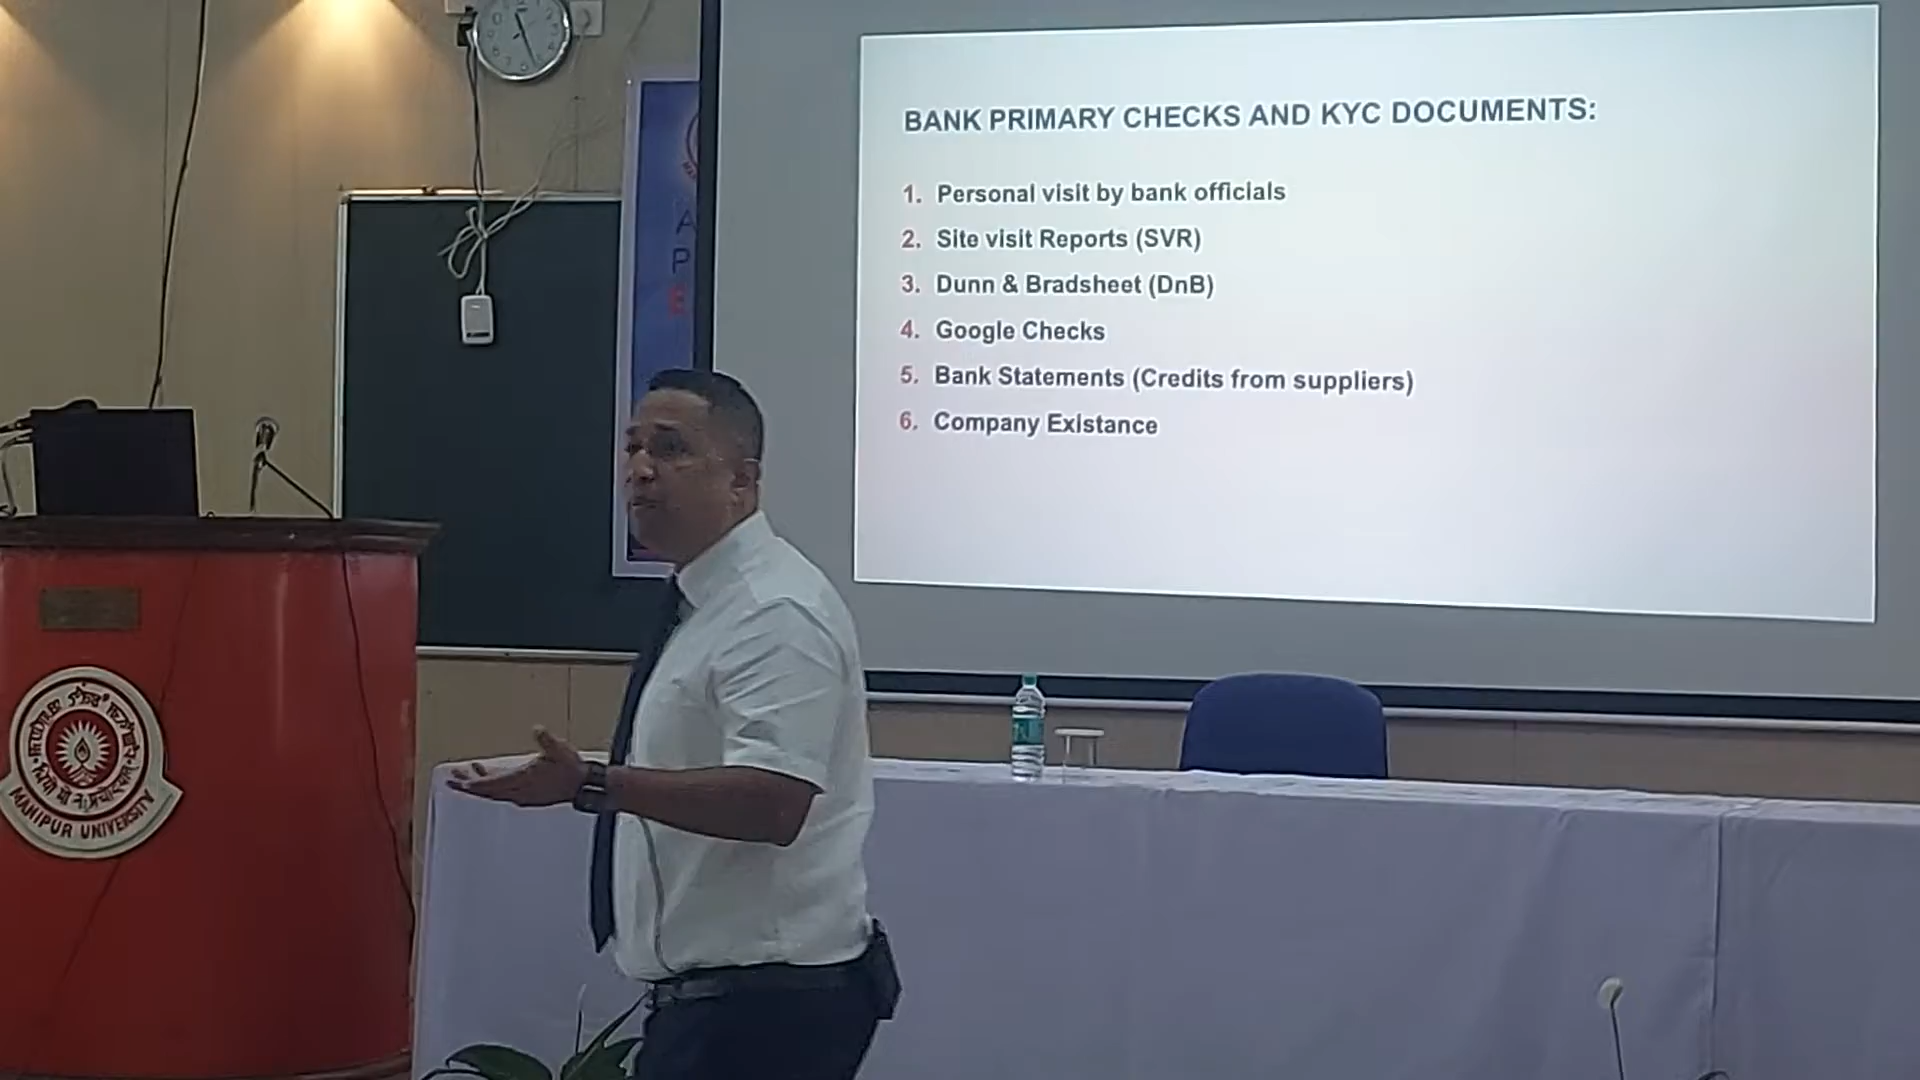 BANK PRIMARY CHECKS AND KYC DOCUMENTS:
1. Personal visit by bank officials
2. Site visit Reports (SVR)
3. Dunn & Bradsheet (DnB)
4. Google Checks
5. Bank Statements (Credits from suppliers)
6. Company Existance
A
P
E
MANIPUR UNIVERSITY